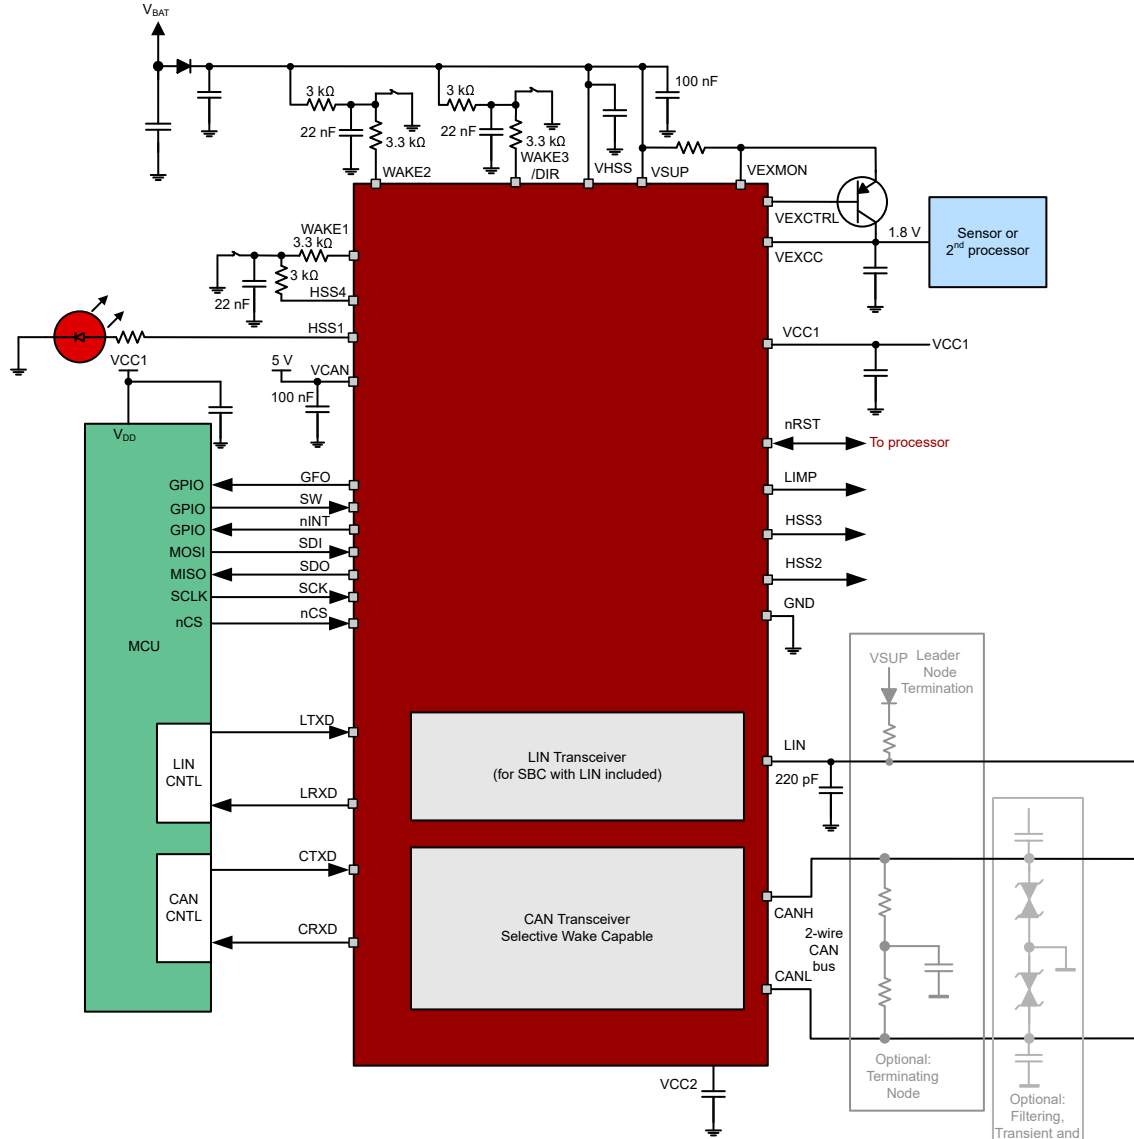 VBAT
100 nF
3 kΩ
3 kΩ
22 nF
3.3 kΩ
22 nF
3.3 kΩ
WAKE2
WAKE3
/DIR
VHSS
VSUP
VEXMON
VEXCTRL
1.8 V
VEXCC
Sensor or
2nd processor
WAKE1
3.3 kΩ
3 kΩ
22 nF
HSS4
HSS1
VCC1
VCC1
VCC1
5 V
VCAN
100 nF
VDD
nRST
To processor
GPIO
GFO
LIMP
GPIO
SW
GPIO
nINT
HSS3
MOSI
SDI
MISO
SDO
HSS2
SCLK
SCK
nCS
nCS
GND
MCU
VSUP
Leader
Node
Termination
LTXD
LIN
CNTL
LRXD
LIN Transceiver
(for SBC with LIN included)
LIN
220 pF
CTXD
CAN
CNTL
CRXD
CAN Transceiver
Selective Wake Capable
CANH
2-wire
CAN
bus
CANL
VCC2
Optional:
Terminating
Node
Optional:
Filtering,
Transient and